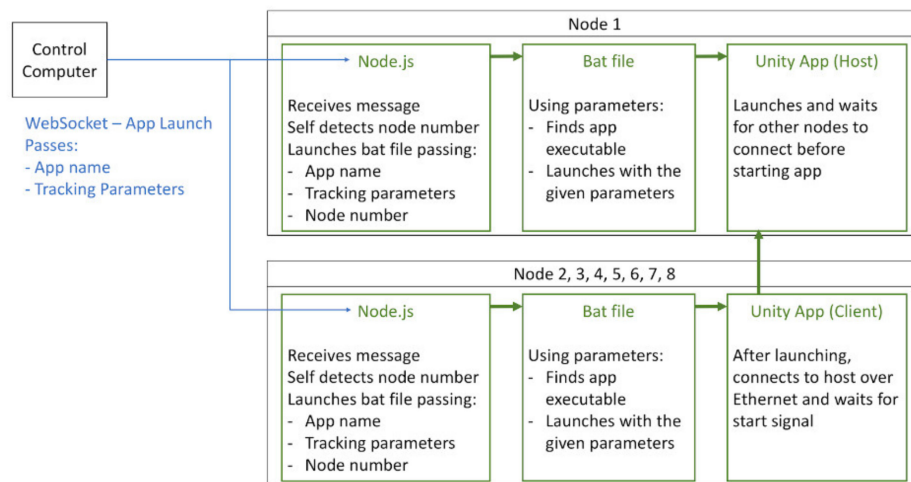 Control
Computer
WebSocket – App Launch
Passes:
- App name
- Tracking Parameters
Node 1
Node.js
Receives message
Self detects node number
Launches bat file passing:
- App name
- Tracking parameters
- Node number
Bat file
Using parameters:
- Finds app
executable
- Launches with the
given parameters
Unity App (Host)
Launches and waits
for other nodes to
connect before
starting app
Node 2, 3, 4, 5, 6, 7, 8
Node.js
Receives message
Self detects node number
Launches bat file passing:
- App name
- Tracking parameters
- Node number
Bat file
Using parameters:
- Finds app
executable
- Launches with the
given parameters
Unity App (Client)
After launching,
connects to host over
Ethernet and waits for
start signal